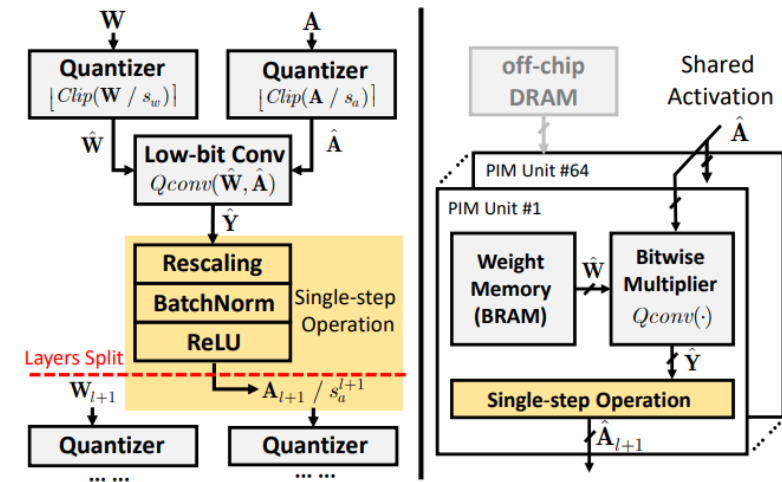 W
A
Quantizer
⌊Clip(W / s_w)⌉
Quantizer
⌊Clip(A / s_a)⌉
Ŵ
Â
Low-bit Conv
Qconv(Ŵ, Â)
Ŷ
Rescaling
BatchNorm
ReLU
Single-step
Operation
Layers Split
W_{l+1}
A_{l+1} / s_a^{l+1}
Quantizer
Quantizer
... ...
... ...
off-chip
DRAM
Shared
Activation
Â
PIM Unit #64
PIM Unit #1
Weight
Memory
(BRAM)
Ŵ
Bitwise
Multiplier
Qconv(·)
Ŷ
Single-step Operation
Â_{l+1}